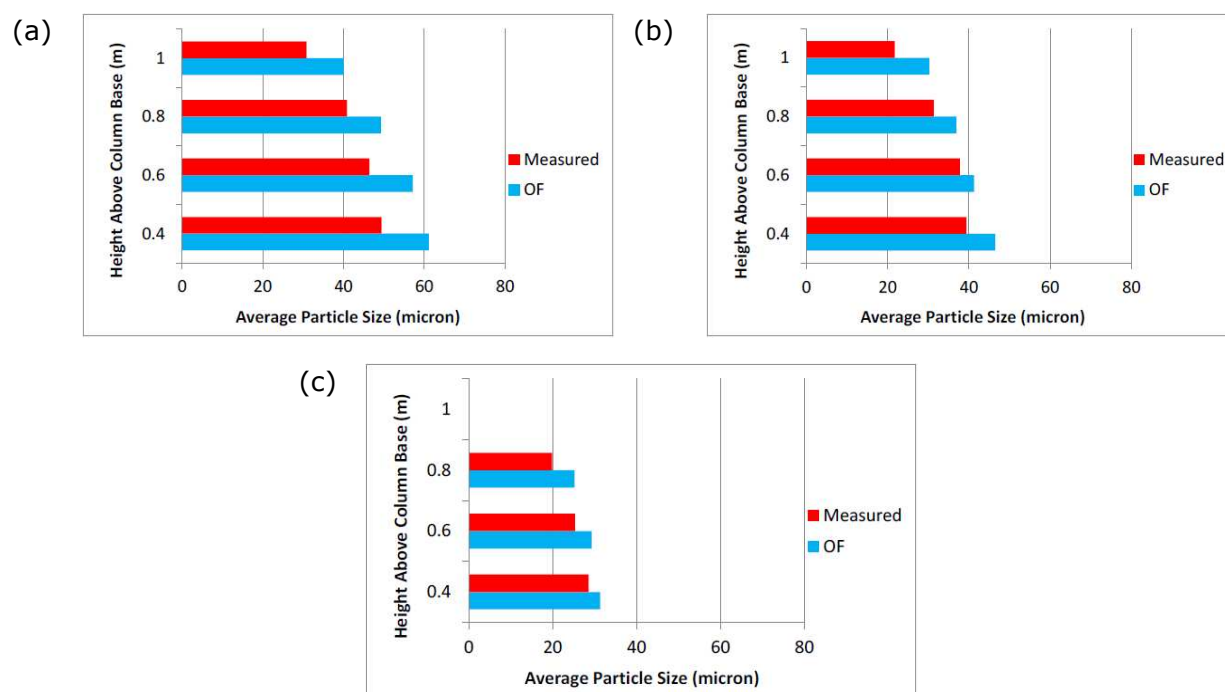 (a)
Height Above Column Base (m)
1
0.8
0.6
0.4
0 20 40 60 80
Average Particle Size (micron)
Measured
OF
(b)
Height Above Column Base (m)
1
0.8
0.6
0.4
0 20 40 60 80
Average Particle Size (micron)
Measured
OF
(c)
Height Above Column Base (m)
1
0.8
0.6
0.4
0 20 40 60 80
Average Particle Size (micron)
Measured
OF